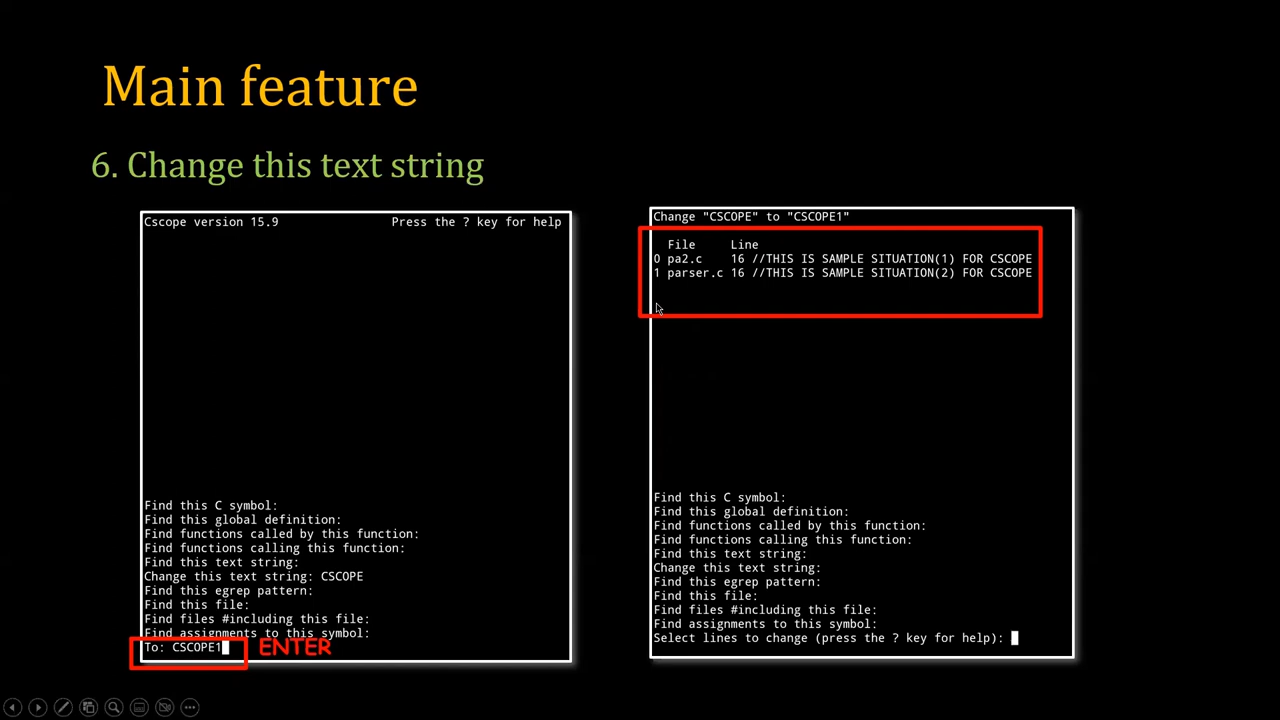 Main feature
6. Change this text string
Cscope version 15.9 Press the ? key for help
Find this C symbol:
Find this global definition:
Find functions called by this function:
Find functions calling this function:
Find this text string:
Change this text string: CSCOPE
Find this egrep pattern:
Find this file:
Find files #including this file:
Find assignments to this symbol:
To: CSCOPE1
ENTER
Change "CSCOPE" to "CSCOPE1"
File Line
0 pa2.c 16 //THIS IS SAMPLE SITUATION(1) FOR CSCOPE
1 parser.c 16 //THIS IS SAMPLE SITUATION(2) FOR CSCOPE
Find this C symbol:
Find this global definition:
Find functions called by this function:
Find functions calling this function:
Find this text string:
Change this text string:
Find this egrep pattern:
Find this file:
Find files #including this file:
Find assignments to this symbol:
Select lines to change (press the ? key for help):